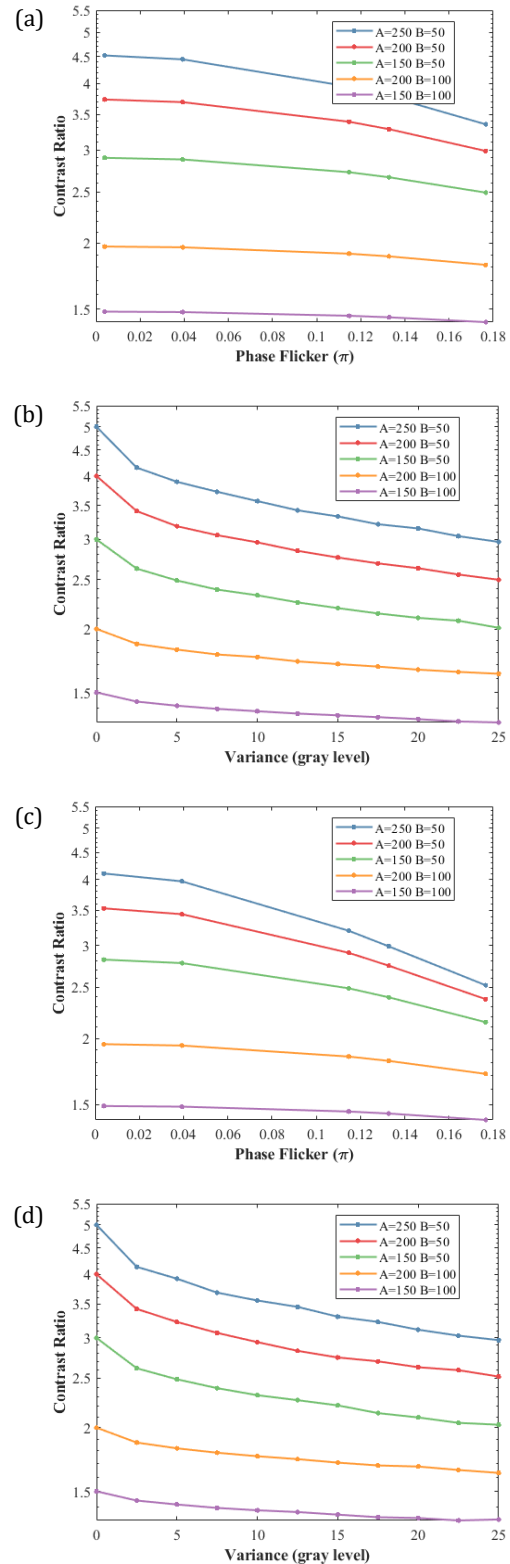 (a)
5.5
5
4.5
4
3.5
3
2.5
2
1.5
Contrast Ratio
A=250 B=50
A=200 B=50
A=150 B=50
A=200 B=100
A=150 B=100
0 0.02 0.04 0.06 0.08 0.1 0.12 0.14 0.16 0.18
Phase Flicker (π)
(b)
5.5
5
4.5
4
3.5
3
2.5
2
1.5
Contrast Ratio
A=250 B=50
A=200 B=50
A=150 B=50
A=200 B=100
A=150 B=100
0 5 10 15 20 25
Variance (gray level)
(c)
5.5
5
4.5
4
3.5
3
2.5
2
1.5
Contrast Ratio
A=250 B=50
A=200 B=50
A=150 B=50
A=200 B=100
A=150 B=100
0 0.02 0.04 0.06 0.08 0.1 0.12 0.14 0.16 0.18
Phase Flicker (π)
(d)
5.5
5
4.5
4
3.5
3
2.5
2
1.5
Contrast Ratio
A=250 B=50
A=200 B=50
A=150 B=50
A=200 B=100
A=150 B=100
0 5 10 15 20 25
Variance (gray level)